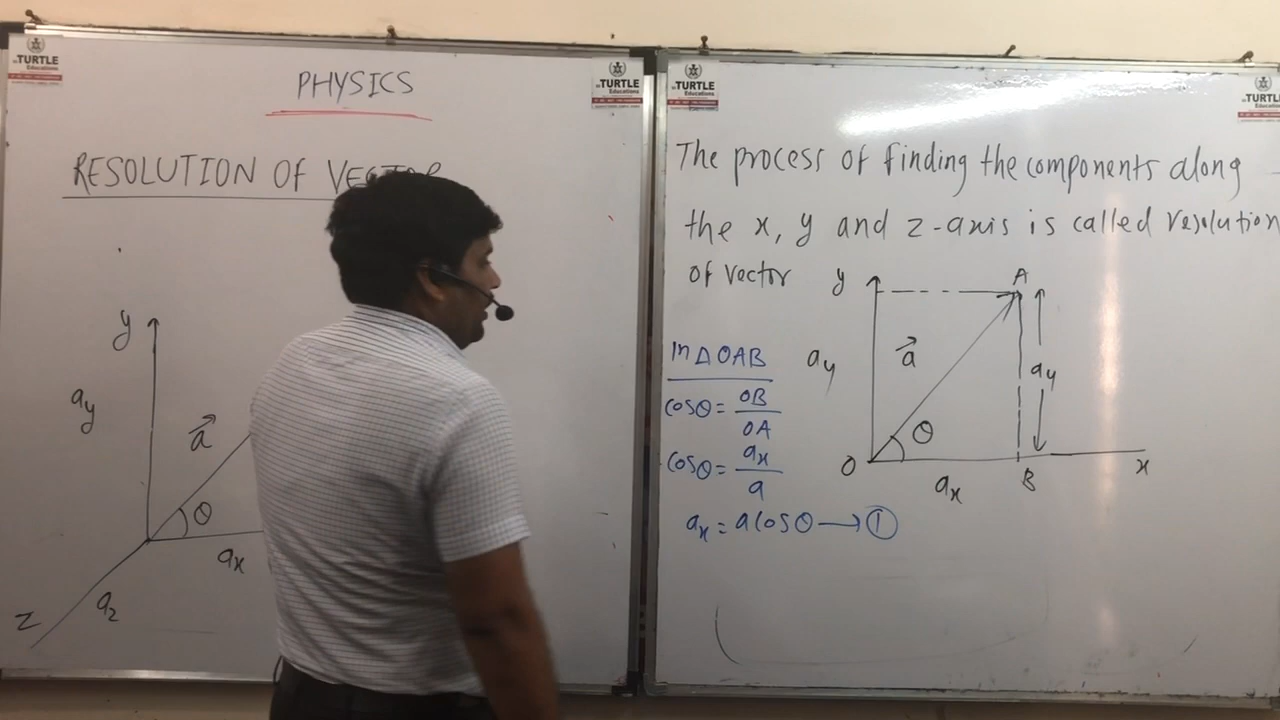 TURTLE
Educations
PHYSICS
RESOLUTION OF VECTOR
y
ay
a⃗
θ
ax
az
z
TURTLE
Educations
TURTLE
Educations
TURTLE
Educations
The process of finding the components along
the x, y and z-axis is called resolution
of vector
y
A
In △OAB
ay
a⃗
ay
cosθ = OB/OA
θ
cosθ = ax/a
O
ax
B
x
ax = a cosθ → ①